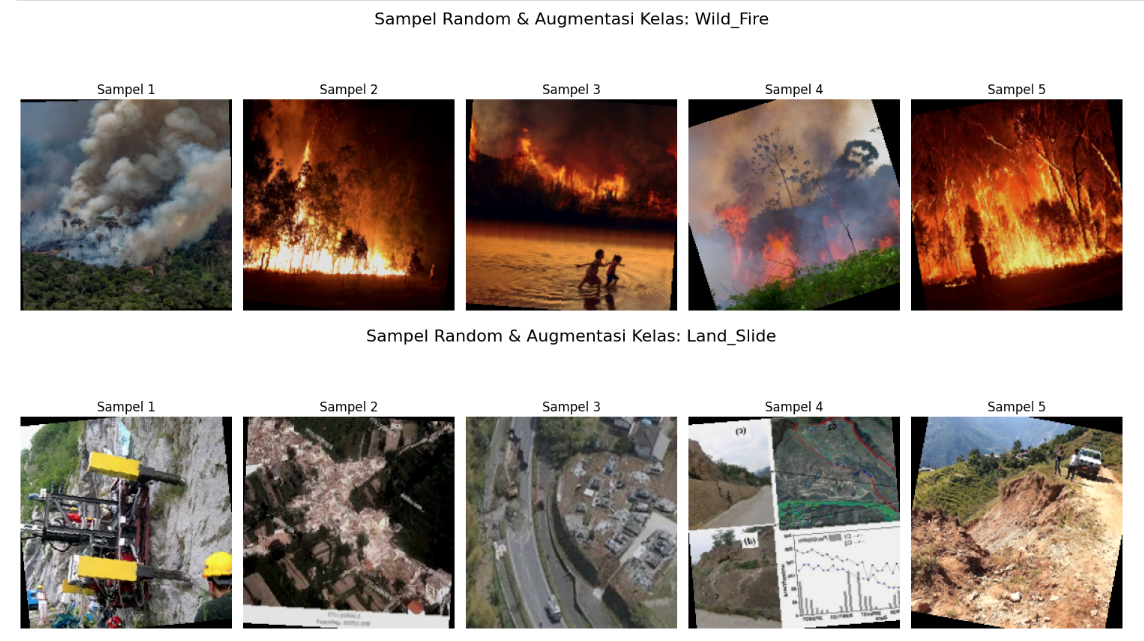 Sampel Random & Augmentasi Kelas: Wild_Fire
Sampel 1
Sampel 2
Sampel 3
Sampel 4
Sampel 5
Sampel Random & Augmentasi Kelas: Land_Slide
Sampel 1
Sampel 2
Sampel 3
Sampel 4
Sampel 5
(c)
(b)